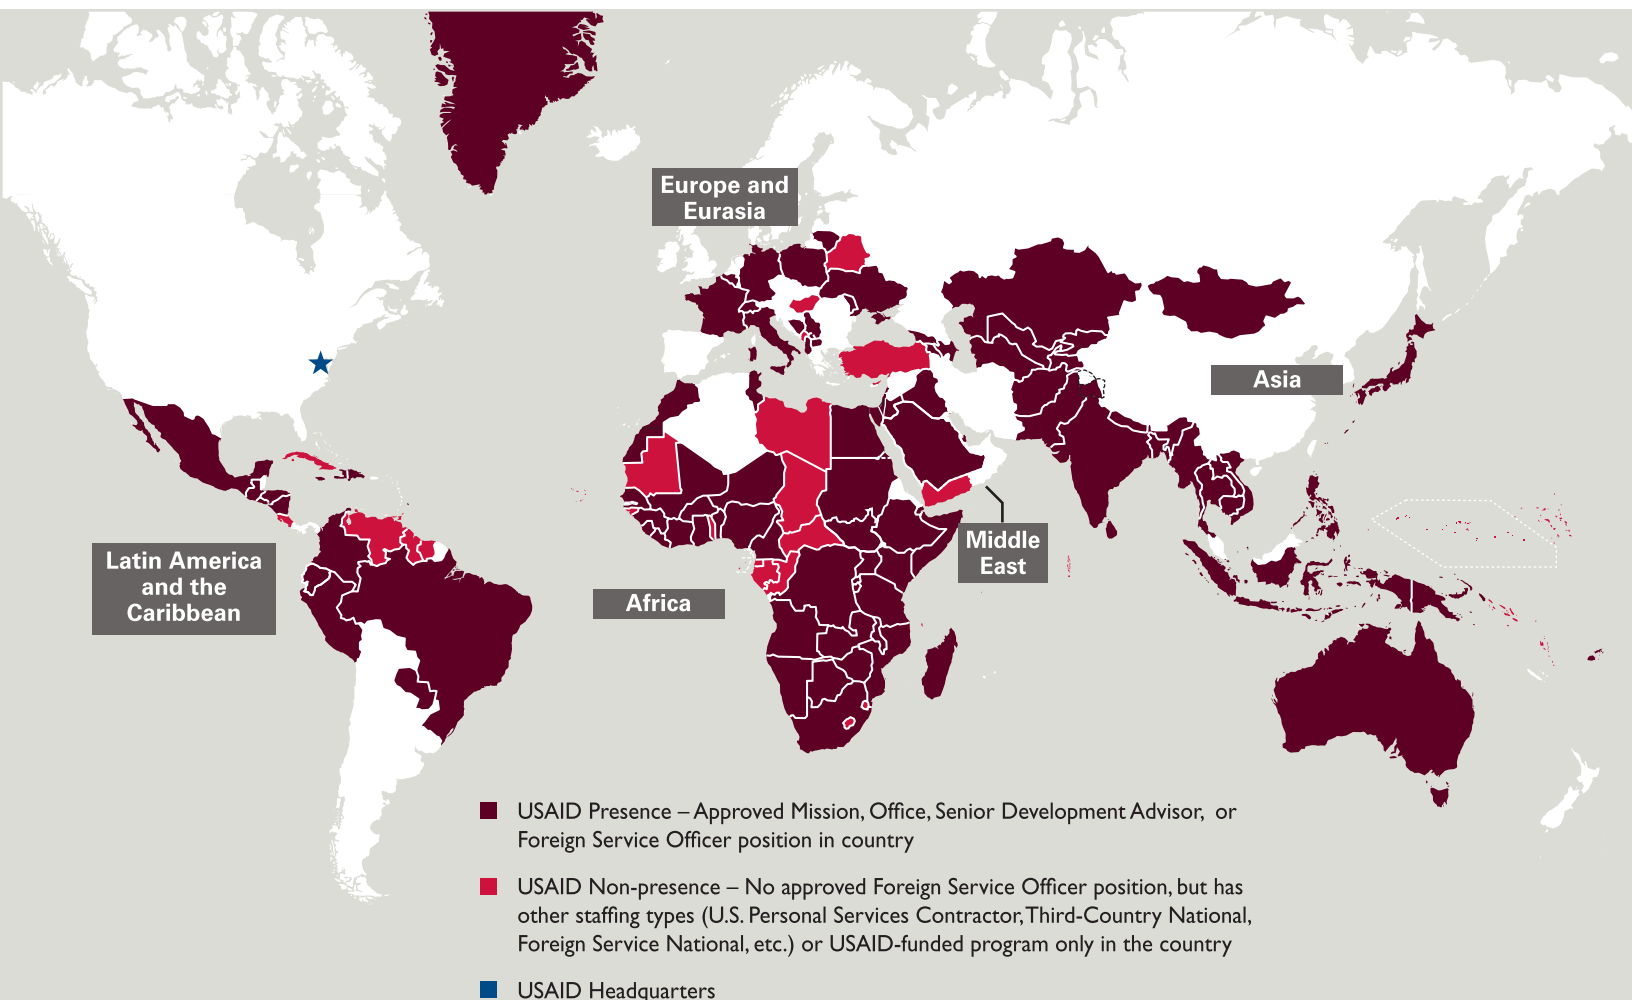 Europe and
Eurasia
Asia
Latin America
and the
Caribbean
Africa
Middle
East
USAID Presence – Approved Mission, Office, Senior Development Advisor, or
Foreign Service Officer position in country
USAID Non-presence – No approved Foreign Service Officer position, but has
other staffing types (U.S. Personal Services Contractor, Third-Country National,
Foreign Service National, etc.) or USAID-funded program only in the country
USAID Headquarters